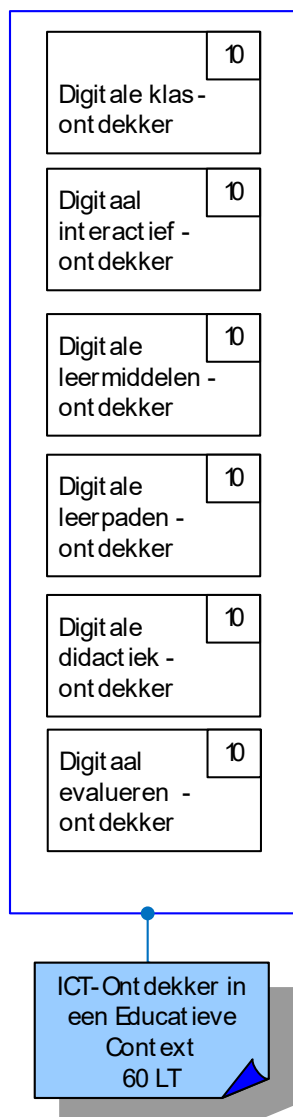 10
Digitale klas-
ontdekker
10
Digitaal
interactief -
ontdekker
10
Digitale
leermiddelen -
ontdekker
10
Digitale
leerpaden -
ontdekker
10
Digitale
didactiek -
ontdekker
10
Digitaal
evalueren -
ontdekker
ICT-Ontdekker in
een Educatieve
Context
60 LT